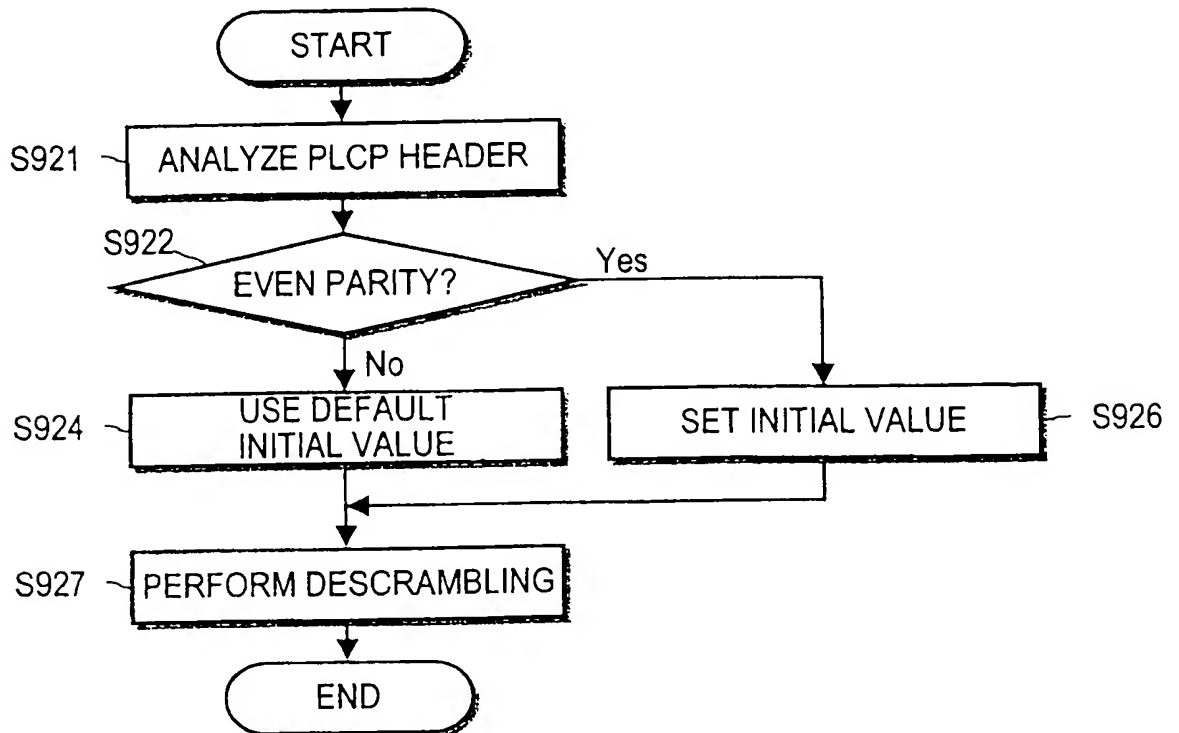 START
S921
ANALYZE PLCP HEADER
S922
EVEN PARITY?
Yes
No
S924
USE DEFAULT
INITIAL VALUE
SET INITIAL VALUE
S926
S927
PERFORM DESCRAMBLING
END